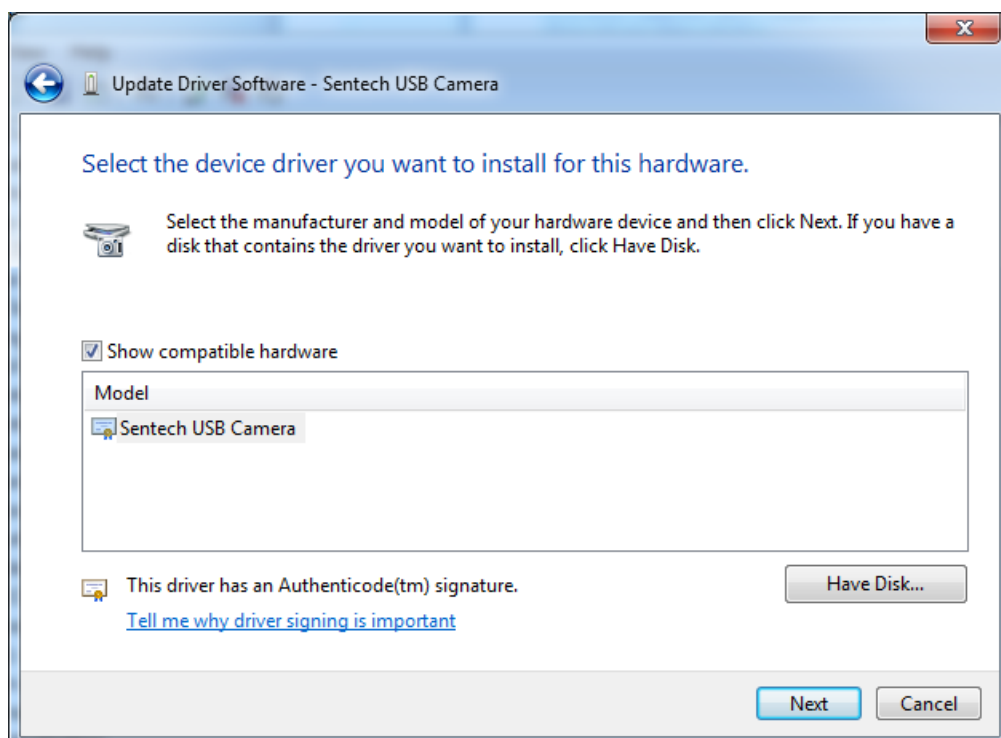 Update Driver Software - Sentech USB Camera
Select the device driver you want to install for this hardware.
Select the manufacturer and model of your hardware device and then click Next. If you have a
disk that contains the driver you want to install, click Have Disk.
Show compatible hardware
Model
Sentech USB Camera
This driver has an Authenticode(tm) signature.
Have Disk...
Tell me why driver signing is important
Next
Cancel